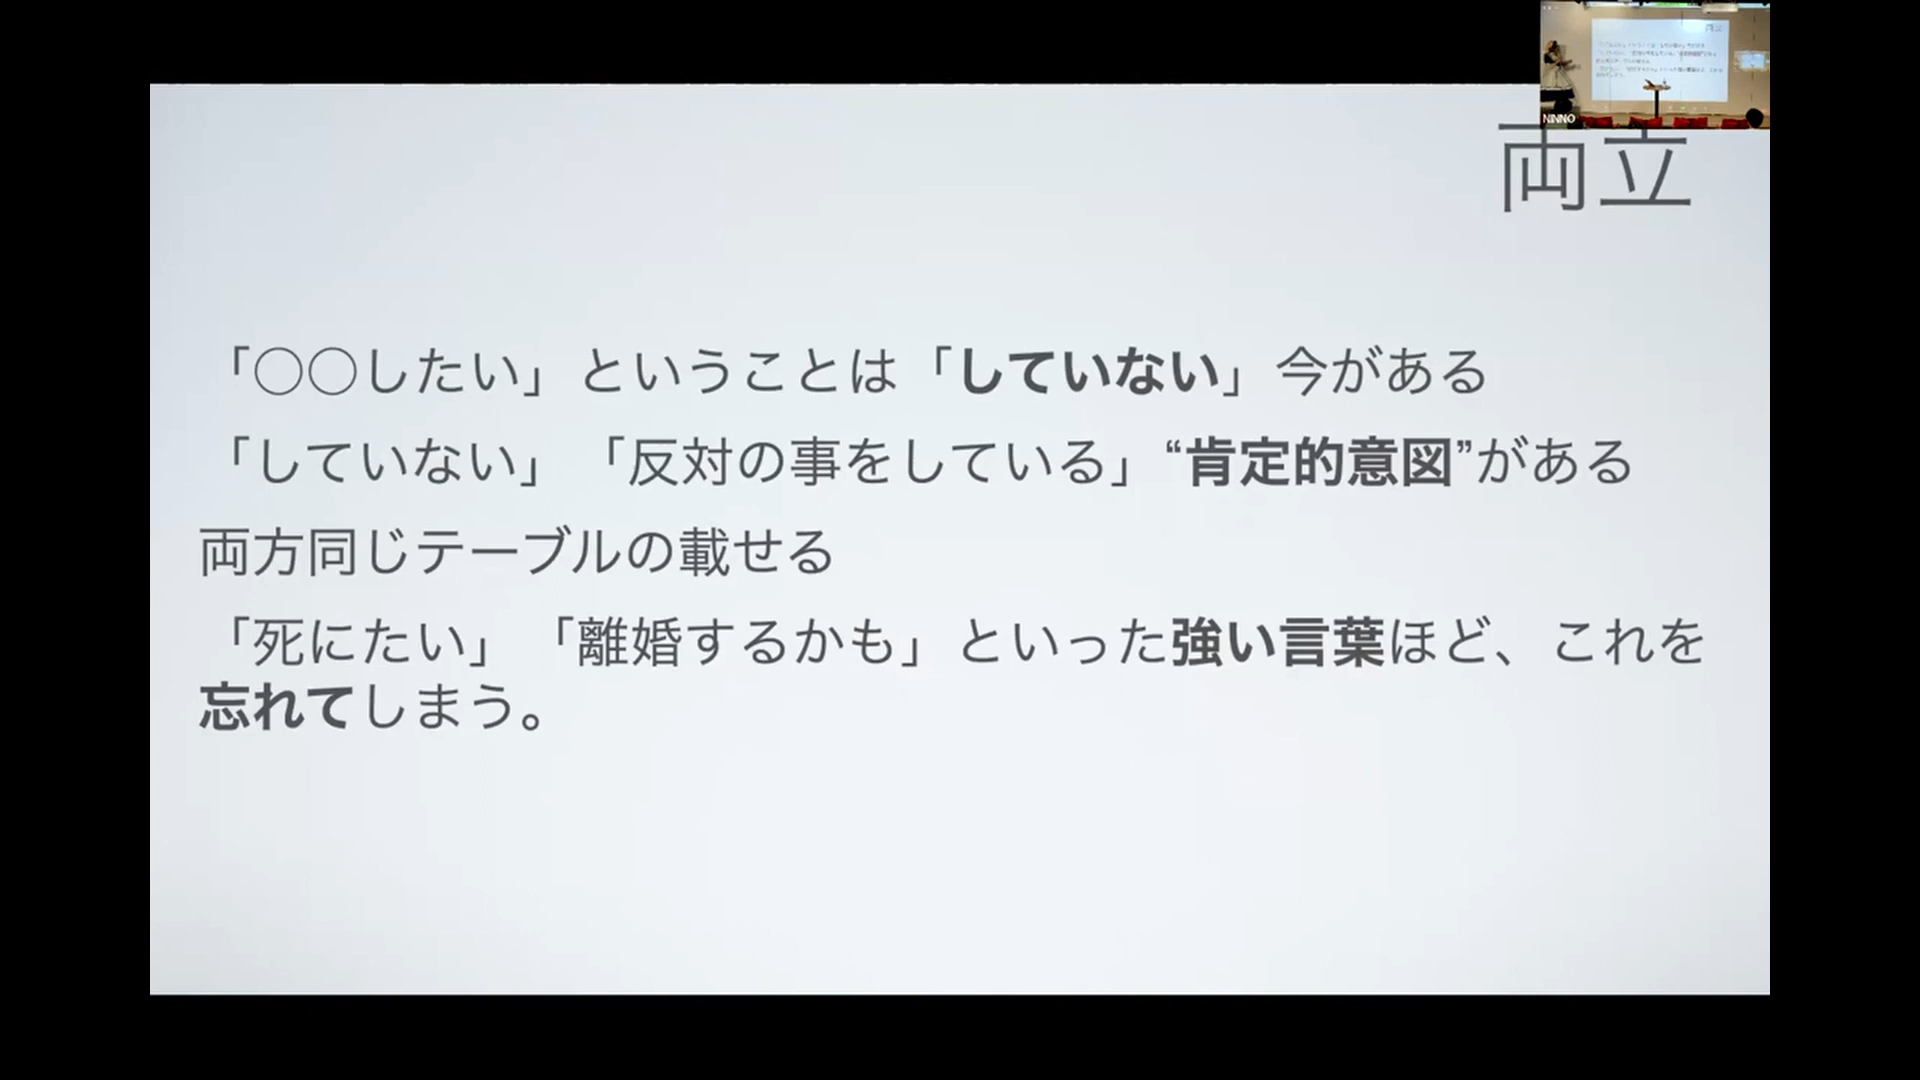 両立
「○○したい」ということは「していない」今がある
「していない」「反対の事をしている」“肯定的意図”がある
両方同じテーブルの載せる
「死にたい」「離婚するかも」といった強い言葉ほど、これを
忘れてしまう。
NINNO